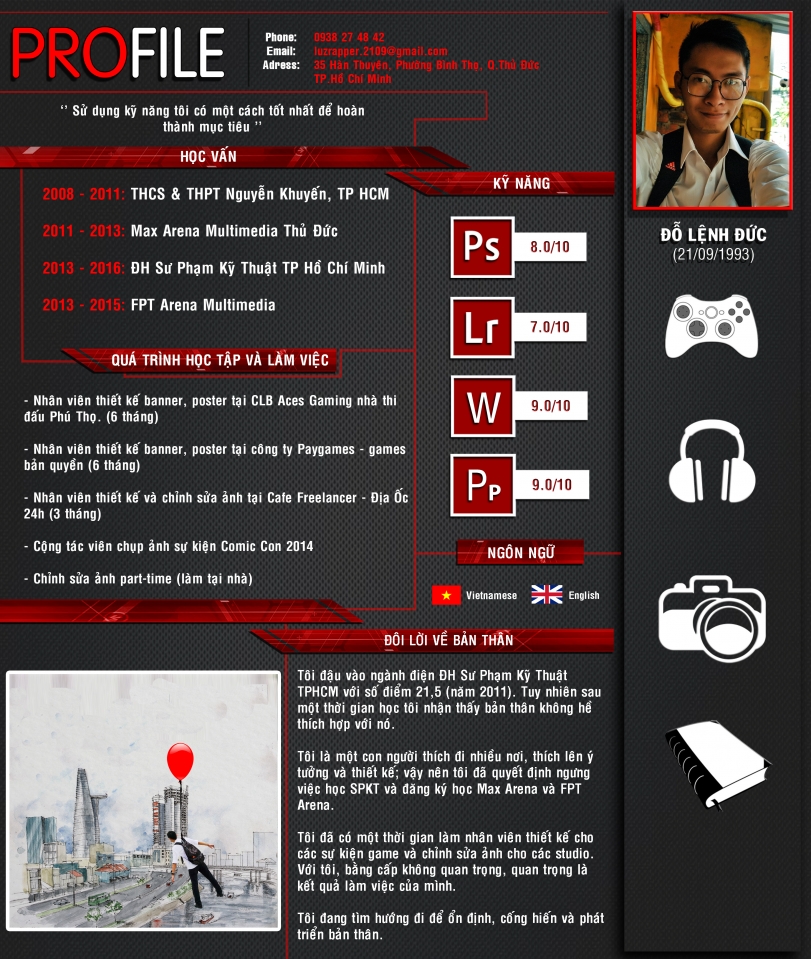 PROFILE
Phone: 0938 27 48 42
Email: luzrapper.2109@gmail.com
Adress: 35 Hàn Thuyên, Phường Bình Thọ, Q.Thủ Đức
TP.Hồ Chí Minh
‘’ Sử dụng kỹ năng tôi có một cách tốt nhất để hoàn
thành mục tiêu ’’
HỌC VẤN
2008 - 2011: THCS & THPT Nguyễn Khuyến, TP HCM
2011 - 2013: Max Arena Multimedia Thủ Đức
2013 - 2016: ĐH Sư Phạm Kỹ Thuật TP Hồ Chí Minh
2013 - 2015: FPT Arena Multimedia
QUÁ TRÌNH HỌC TẬP VÀ LÀM VIỆC
- Nhân viên thiết kế banner, poster tại CLB Aces Gaming nhà thi
đấu Phú Thọ. (6 tháng)
- Nhân viên thiết kế banner, poster tại công ty Paygames - games
bản quyền (6 tháng)
- Nhân viên thiết kế và chỉnh sửa ảnh tại Cafe Freelancer - Địa Ốc
24h (3 tháng)
- Cộng tác viên chụp ảnh sự kiện Comic Con 2014
- Chỉnh sửa ảnh part-time (làm tại nhà)
KỸ NĂNG
Ps 8.0/10
Lr 7.0/10
W 9.0/10
Pp 9.0/10
NGÔN NGỮ
Vietnamese English
ĐỖ LỆNH ĐỨC
(21/09/1993)
ĐÔI LỜI VỀ BẢN THÂN
Tôi đậu vào ngành điện ĐH Sư Phạm Kỹ Thuật
TPHCM với số điểm 21,5 (năm 2011). Tuy nhiên sau
một thời gian học tôi nhận thấy bản thân không hề
thích hợp với nó.
Tôi là một con người thích đi nhiều nơi, thích lên ý
tưởng và thiết kế; vậy nên tôi đã quyết định ngưng
việc học SPKT và đăng ký học Max Arena và FPT
Arena.
Tôi đã có một thời gian làm nhân viên thiết kế cho
các sự kiện game và chỉnh sửa ảnh cho các studio.
Với tôi, bằng cấp không quan trọng, quan trọng là
kết quả làm việc của mình.
Tôi đang tìm hướng đi để ổn định, cống hiến và phát
triển bản thân.